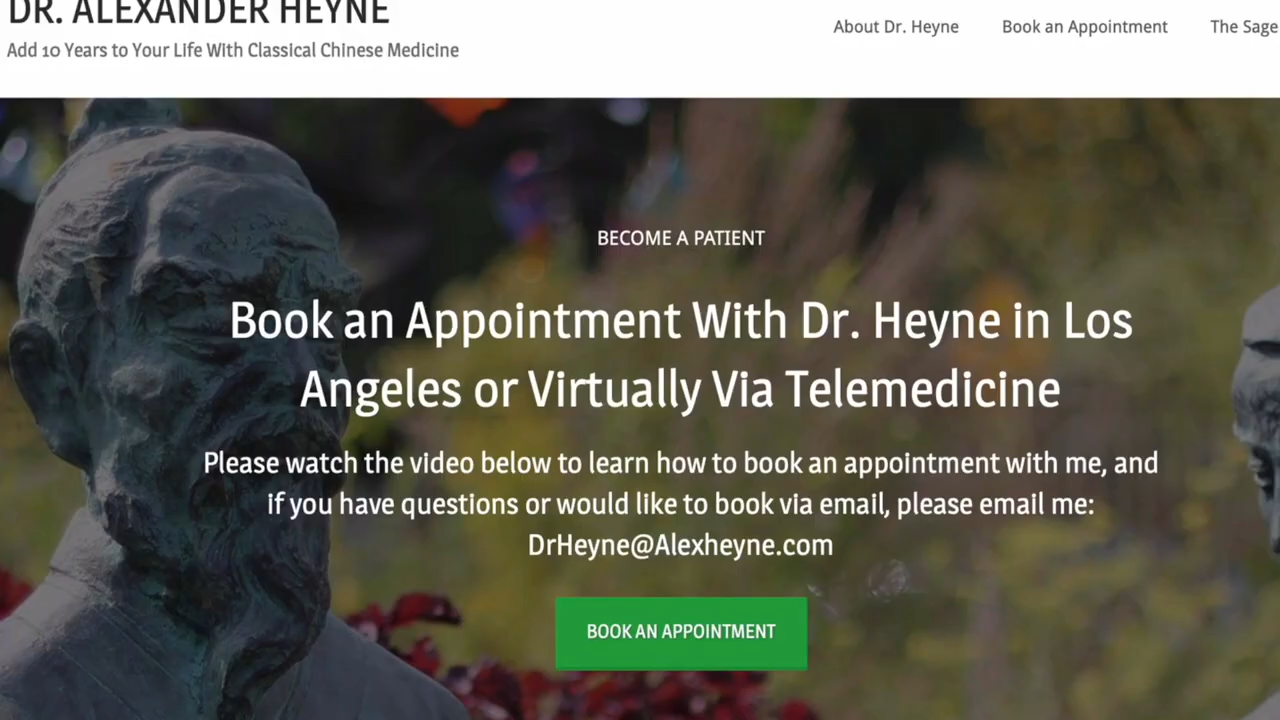 DR. ALEXANDER HEYNE
Add 10 Years to Your Life With Classical Chinese Medicine
About Dr. Heyne
Book an Appointment
The Sage
BECOME A PATIENT
Book an Appointment With Dr. Heyne in Los
Angeles or Virtually Via Telemedicine
Please watch the video below to learn how to book an appointment with me, and
if you have questions or would like to book via email, please email me:
DrHeyne@Alexheyne.com
BOOK AN APPOINTMENT